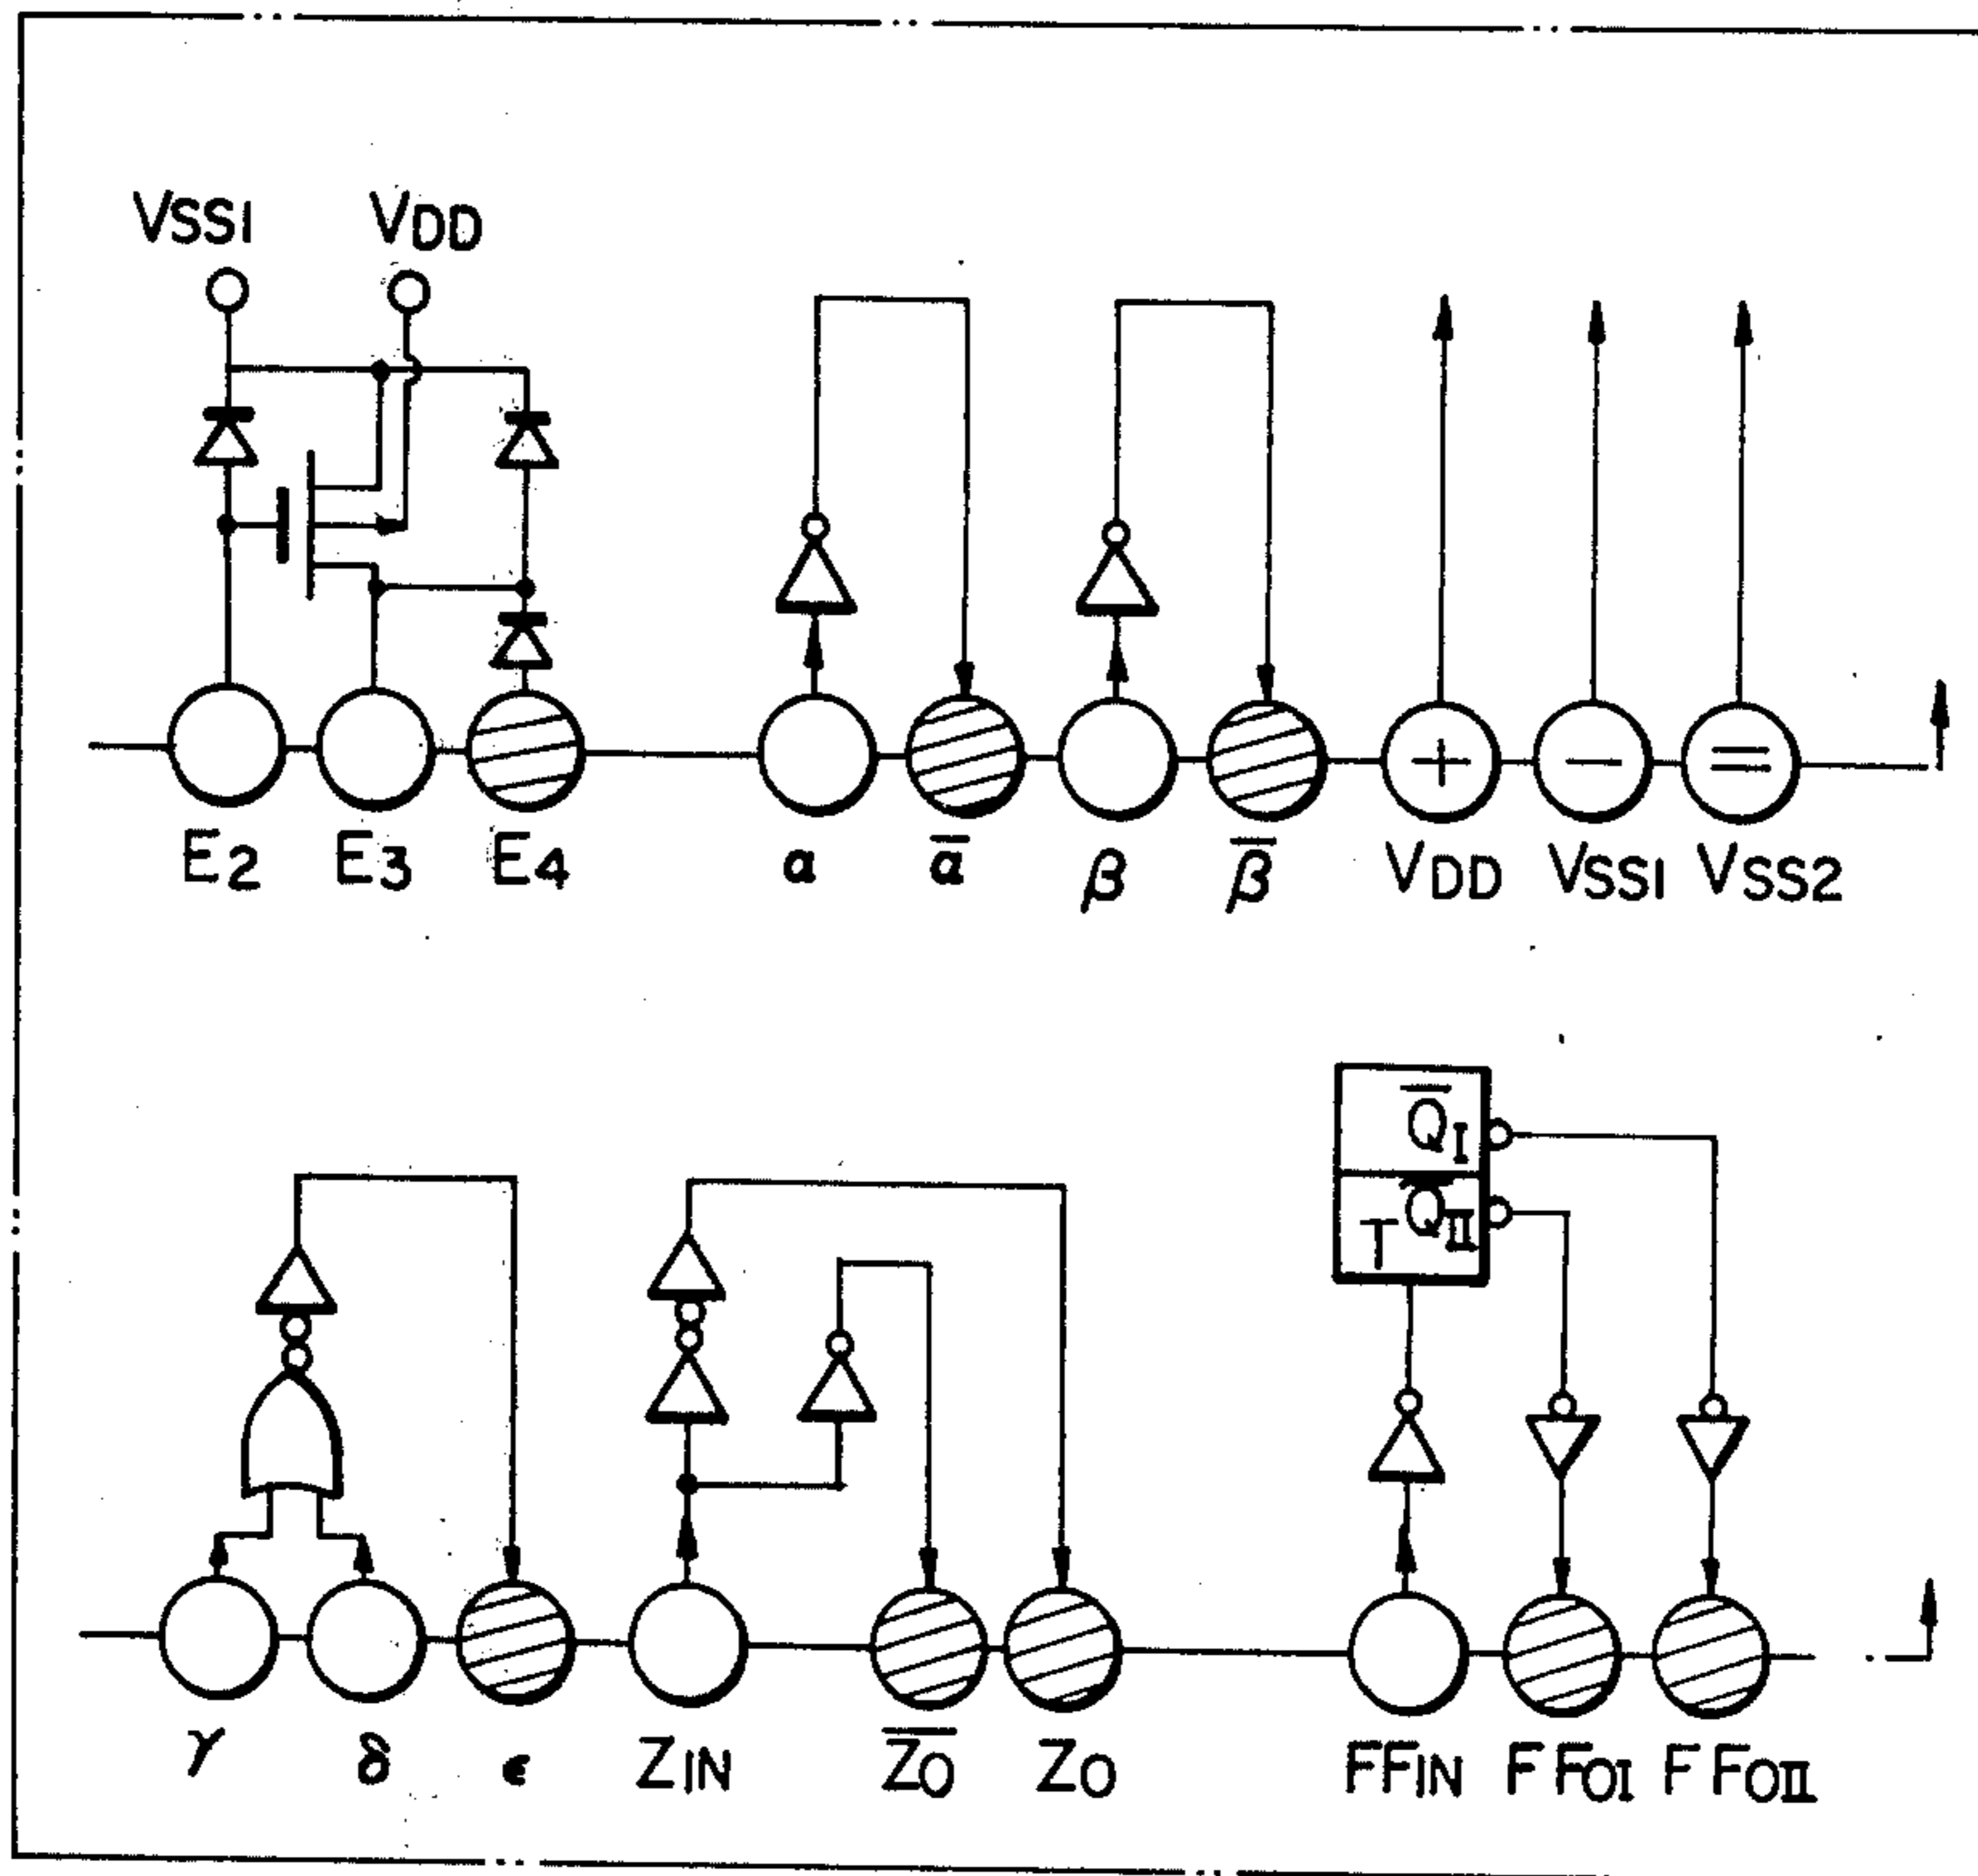 VSS1 VDD
E2 E3 E4 α α̅ β β̅ VDD VSS1 VSS2
Q̅I
T Q̅II
γ δ ϵ ZIN Z̅O̅ ZO FFIN FFOI FFOII